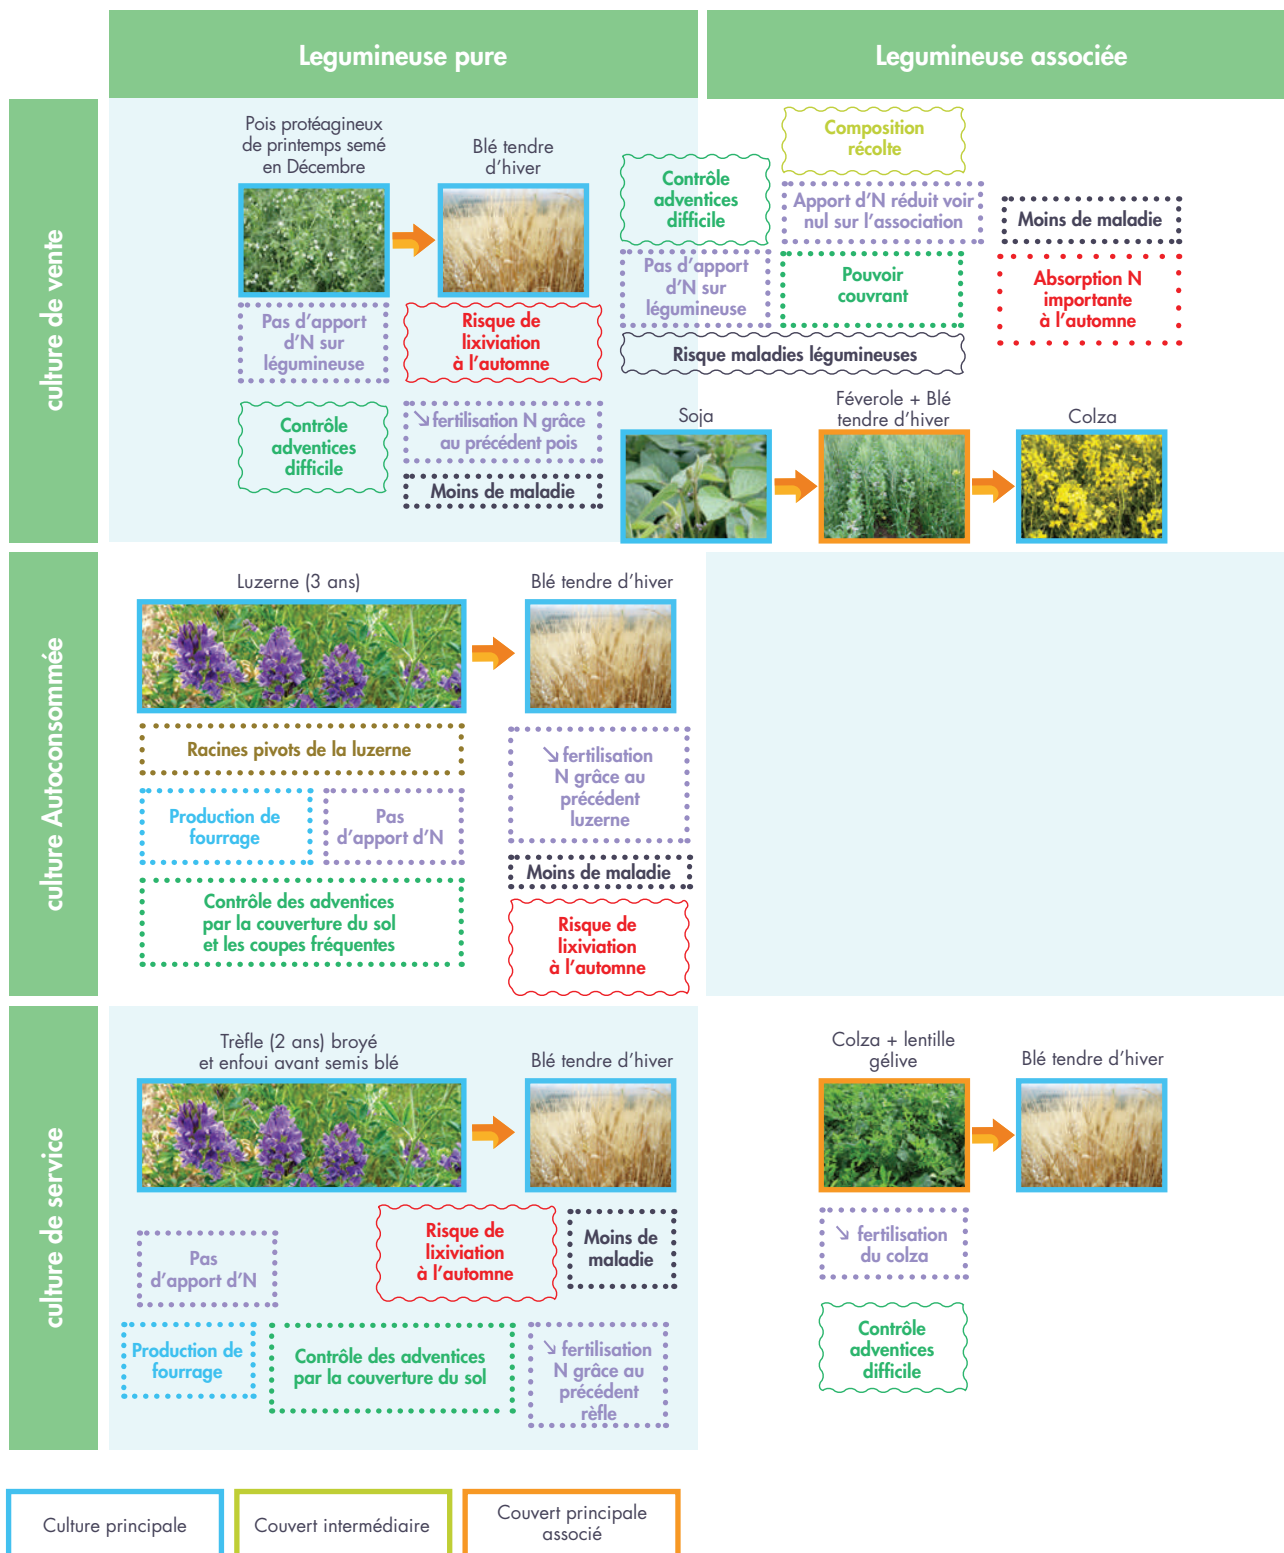 Legumineuse pure
Legumineuse associée
culture de vente
Pois protéagineux
de printemps semé
en Décembre
Blé tendre
d'hiver
Pas d'apport
d'N sur
légumineuse
Risque de
lixiviation
à l'automne
Contrôle
adventices
difficile
↘ fertilisation N grâce
au précédent pois
Moins de maladie
Composition
récolte
Contrôle
adventices
difficile
Apport d'N réduit voir
nul sur l'association
Moins de maladie
Pas d'apport
d'N sur
légumineuse
Pouvoir
couvrant
Absorption N
importante
à l'automne
Risque maladies légumineuses
Soja
Féverole + Blé
tendre d'hiver
Colza
culture Autoconsommée
Luzerne (3 ans)
Blé tendre d'hiver
Racines pivots de la luzerne
Production de
fourrage
Pas
d'apport d'N
Contrôle des adventices
par la couverture du sol
et les coupes fréquentes
↘ fertilisation
N grâce au
précédent
luzerne
Moins de maladie
Risque de
lixiviation
à l'automne
culture de service
Trèfle (2 ans) broyé
et enfoui avant semis blé
Blé tendre d'hiver
Pas
d'apport d'N
Risque de
lixiviation
à l'automne
Moins de
maladie
Production de
fourrage
Contrôle des adventices
par la couverture du sol
↘ fertilisation
N grâce au
précédent
rèfle
Colza + lentille
gélive
Blé tendre d'hiver
↘ fertilisation
du colza
Contrôle
adventices
difficile
Culture principale
Couvert intermédiaire
Couvert principale
associé